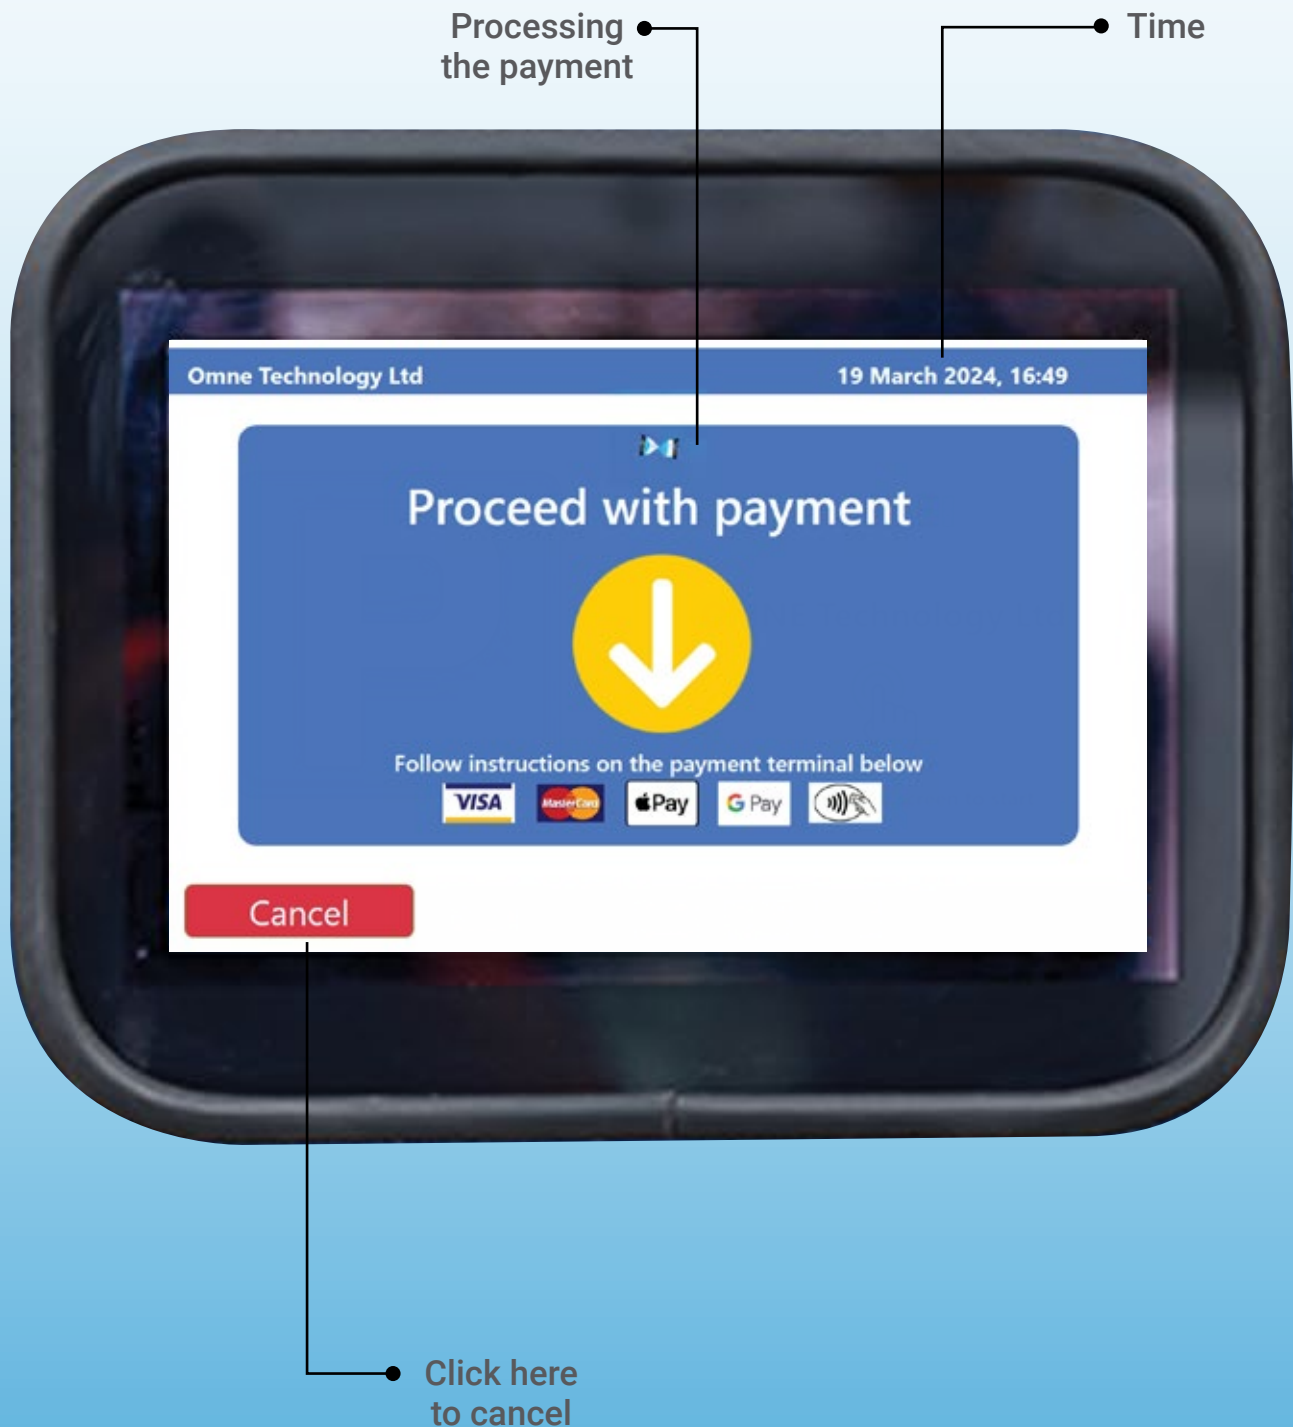 Processing
the payment
Time
Omne Technology Ltd
19 March 2024, 16:49
Proceed with payment
Follow instructions on the payment terminal below
VISA
MasterCard
Pay
G Pay
Cancel
Click here
to cancel